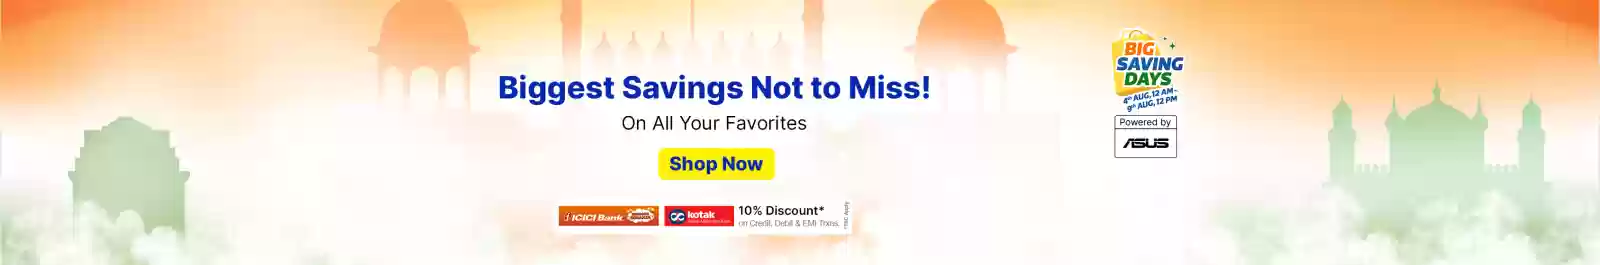 Biggest Savings Not to Miss!
On All Your Favorites
Shop Now
ICICI Bank
kotak
10% Discount*
on Credit, Debit & EMI Trxns.
*T&C Apply
BIG
SAVING
DAYS
4th AUG, 12 AM-
9th AUG, 12 PM
Powered by
ASUS